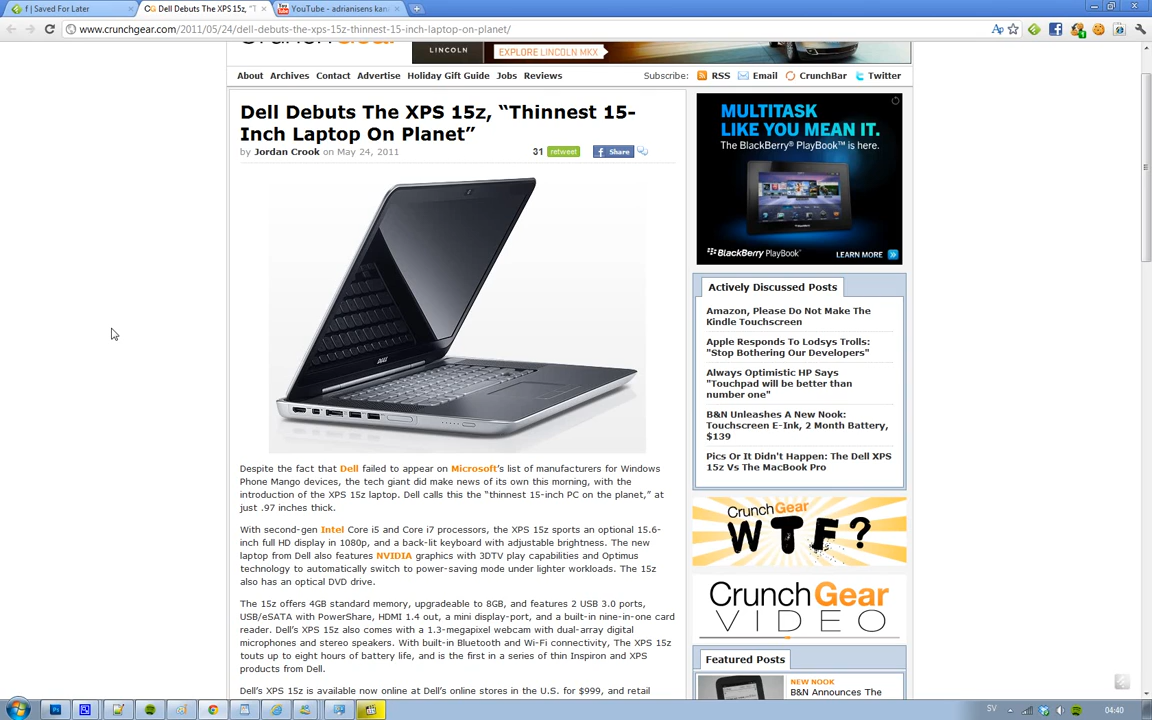 f | Saved For Later
Dell Debuts The XPS 15z, "T
YouTube - adrianisens kan
www.crunchgear.com/2011/05/24/dell-debuts-the-xps-15z-thinnest-15-inch-laptop-on-planet/
LINCOLN
EXPLORE LINCOLN MKX
About Archives Contact Advertise Holiday Gift Guide Jobs Reviews
Subscribe: RSS Email CrunchBar Twitter
Dell Debuts The XPS 15z, “Thinnest 15-
Inch Laptop On Planet”
by Jordan Crook on May 24, 2011
31 retweet Share
DELL
Despite the fact that Dell failed to appear on Microsoft's list of manufacturers for Windows
Phone Mango devices, the tech giant did make news of its own this morning, with the
introduction of the XPS 15z laptop. Dell calls this the “thinnest 15-inch PC on the planet,” at
just .97 inches thick.
With second-gen Intel Core i5 and Core i7 processors, the XPS 15z sports an optional 15.6-
inch full HD display in 1080p, and a back-lit keyboard with adjustable brightness. The new
laptop from Dell also features NVIDIA graphics with 3DTV play capabilities and Optimus
technology to automatically switch to power-saving mode under lighter workloads. The 15z
also has an optical DVD drive.
The 15z offers 4GB standard memory, upgradeable to 8GB, and features 2 USB 3.0 ports,
USB/eSATA with PowerShare, HDMI 1.4 out, a mini display-port, and a built-in nine-in-one card
reader. Dell's XPS 15z also comes with a 1.3-megapixel webcam with dual-array digital
microphones and stereo speakers. With built-in Bluetooth and Wi-Fi connectivity, The XPS 15z
touts up to eight hours of battery life, and is the first in a series of thin Inspiron and XPS
products from Dell.
Dell's XPS 15z is available now online at Dell's online stores in the U.S. for $999, and retail
MULTITASK
LIKE YOU MEAN IT.
The BlackBerry® PlayBook™ is here.
BlackBerry PlayBook™
LEARN MORE
Actively Discussed Posts
Amazon, Please Do Not Make The
Kindle Touchscreen
Apple Responds To Lodsys Trolls:
"Stop Bothering Our Developers"
Always Optimistic HP Says
"Touchpad will be better than
number one"
B&N Unleashes A New Nook:
Touchscreen E-Ink, 2 Month Battery,
$139
Pics Or It Didn't Happen: The Dell XPS
15z Vs The MacBook Pro
CrunchGear
WTF?
CrunchGear
VIDEO
Featured Posts
NEW NOOK
B&N Announces The
SV
04:40